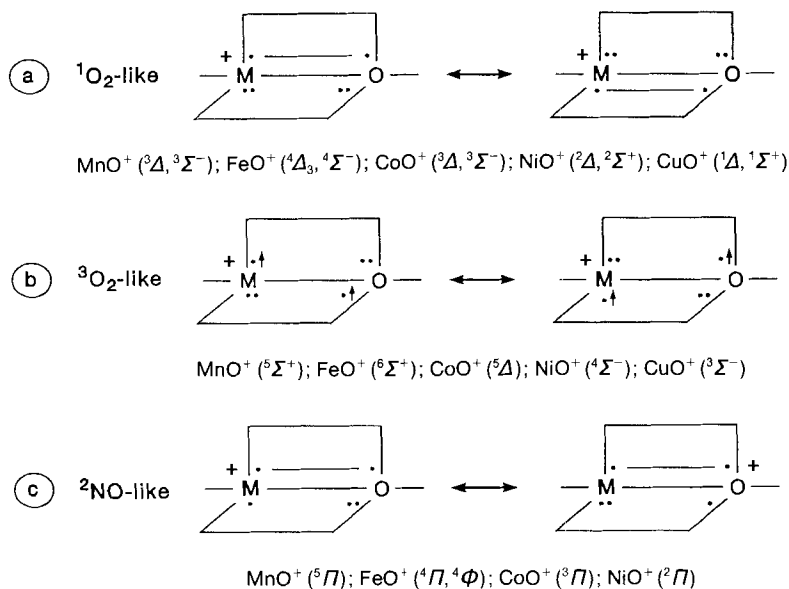 a ¹O₂-like + M O ↔ + M O
MnO⁺ (³Δ, ³Σ⁻); FeO⁺ (⁴Δ₃, ⁴Σ⁻); CoO⁺ (³Δ, ³Σ⁻); NiO⁺ (²Δ, ²Σ⁺); CuO⁺ (¹Δ, ¹Σ⁺)
b ³O₂-like + M O ↔ + M O
MnO⁺ (⁵Σ⁺); FeO⁺ (⁶Σ⁺); CoO⁺ (⁵Δ); NiO⁺ (⁴Σ⁻); CuO⁺ (³Σ⁻)
c ²NO-like + M O ↔ M O +
MnO⁺ (⁵Π); FeO⁺ (⁴Π, ⁴Φ); CoO⁺ (³Π); NiO⁺ (²Π)